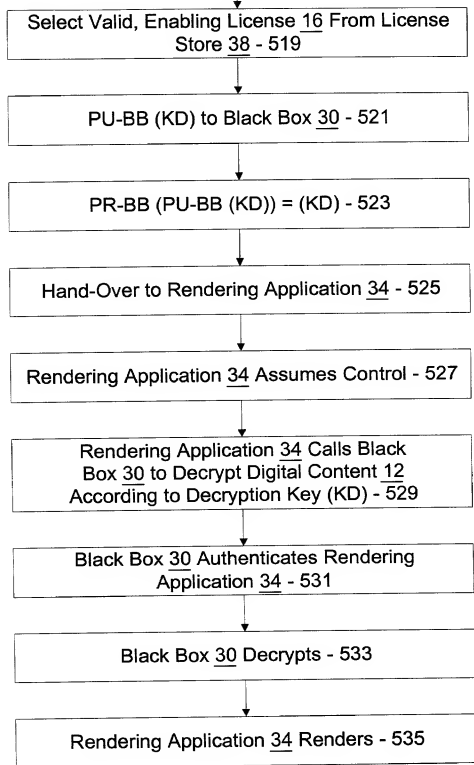 Select Valid, Enabling License 16 From License
Store 38 - 519
PU-BB (KD) to Black Box 30 - 521
PR-BB (PU-BB (KD)) = (KD) - 523
Hand-Over to Rendering Application 34 - 525
Rendering Application 34 Assumes Control - 527
Rendering Application 34 Calls Black
Box 30 to Decrypt Digital Content 12
According to Decryption Key (KD) - 529
Black Box 30 Authenticates Rendering
Application 34 - 531
Black Box 30 Decrypts - 533
Rendering Application 34 Renders - 535